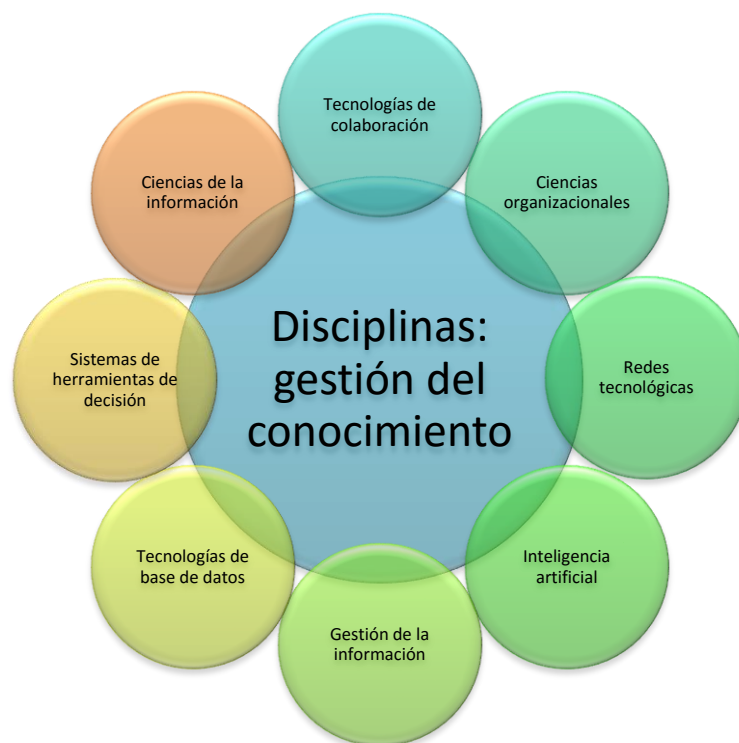 Tecnologías de
colaboración
Ciencias
organizacionales
Redes
tecnológicas
Inteligencia
artificial
Gestión de la
información
Tecnologías de
base de datos
Sistemas de
herramientas de
decisión
Ciencias de la
información
Disciplinas:
gestión del
conocimiento